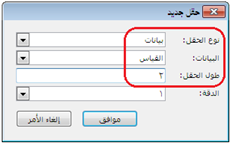 حقل جديد
نوع الحقل: بيانات
البيانات: القياس
طول الحقل: ٢
الدقة: ١
موافق إلغاء الأمر